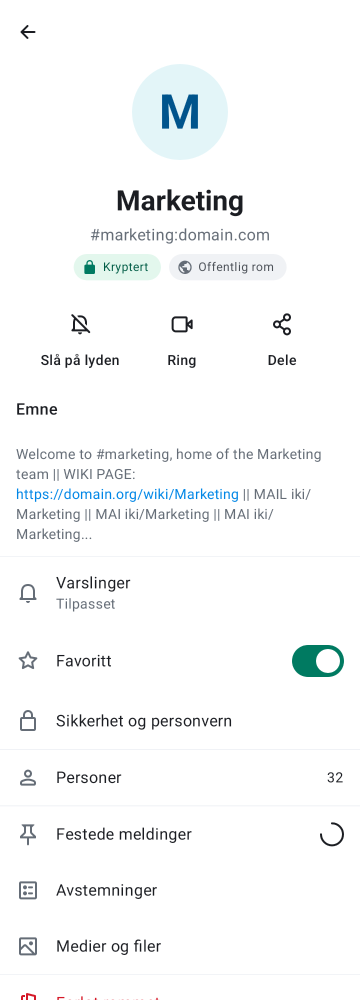 M
Marketing
#marketing:domain.com
Kryptert
Offentlig rom
Slå på lyden
Ring
Dele
Emne
Welcome to #marketing, home of the Marketing
team || WIKI PAGE:
https://domain.org/wiki/Marketing || MAIL iki/
Marketing || MAI iki/Marketing || MAI iki/
Marketing...
Varslinger
Tilpasset
Favoritt
Sikkerhet og personvern
Personer 32
Festede meldinger
Avstemninger
Medier og filer